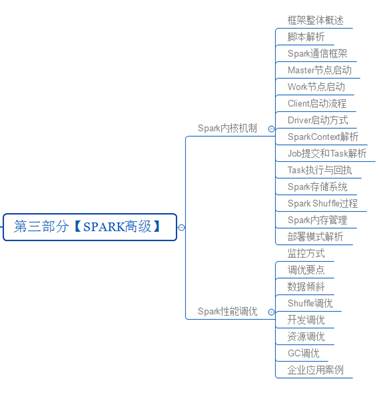 框架整体概述
脚本解析
Spark通信框架
Master节点启动
Work节点启动
Client启动流程
Spark内核机制
Driver启动方式
SparkContext解析
Job提交和Task解析
Task执行与回执
Spark存储系统
Spark Shuffle过程
Spark内存管理
部署模式解析
第三部分【SPARK高级】
监控方式
调优要点
数据倾斜
Shuffle调优
Spark性能调优
开发调优
资源调优
GC调优
企业应用案例